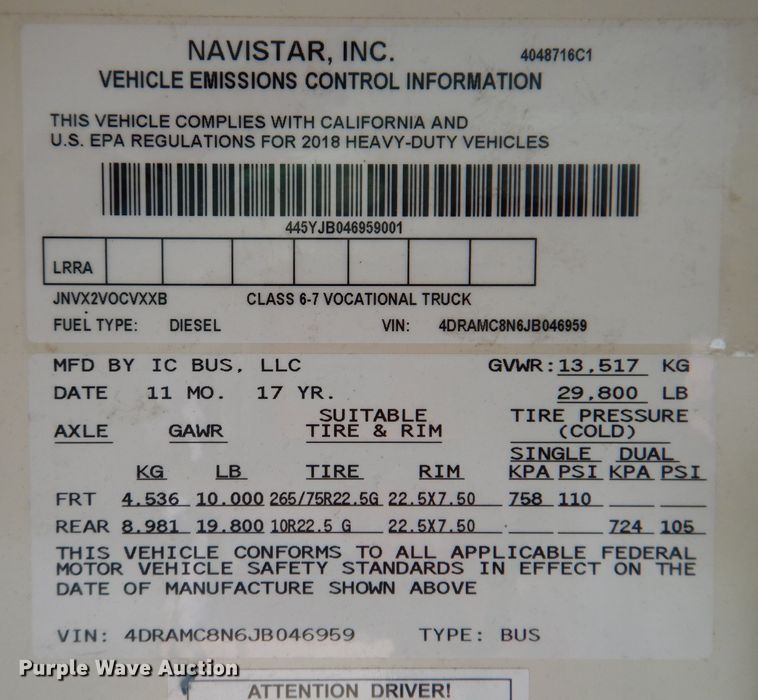 NAVISTAR, INC. 4048716C1
VEHICLE EMISSIONS CONTROL INFORMATION
THIS VEHICLE COMPLIES WITH CALIFORNIA AND
U.S. EPA REGULATIONS FOR 2018 HEAVY-DUTY VEHICLES
445YJB046959001
LRRA
JNVX2VOCVXXB CLASS 6-7 VOCATIONAL TRUCK
FUEL TYPE: DIESEL VIN: 4DRAMC8N6JB046959
MFD BY IC BUS, LLC GVWR: 13,517 KG
DATE 11 MO. 17 YR. 29,800 LB
SUITABLE TIRE PRESSURE
AXLE GAWR TIRE & RIM (COLD)
SINGLE DUAL
KG LB TIRE RIM KPA PSI KPA PSI
FRT 4.536 10.000 265/75R22.5G 22.5X7.50 758 110
REAR 8.981 19.800 10R22.5 G 22.5X7.50 724 105
THIS VEHICLE CONFORMS TO ALL APPLICABLE FEDERAL
MOTOR VEHICLE SAFETY STANDARDS IN EFFECT ON THE
DATE OF MANUFACTURE SHOWN ABOVE
VIN: 4DRAMC8N6JB046959 TYPE: BUS
Purple Wave Auction
ATTENTION DRIVER!